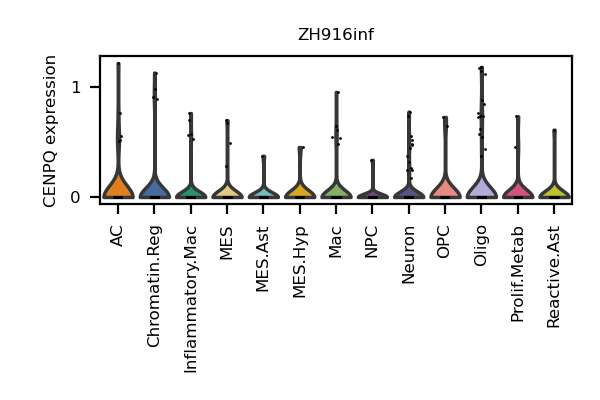 ZH916inf
CENPQ expression
1
0
AC
Chromatin.Reg
Inflammatory.Mac
MES
MES.Ast
MES.Hyp
Mac
NPC
Neuron
OPC
Oligo
Prolif.Metab
Reactive.Ast